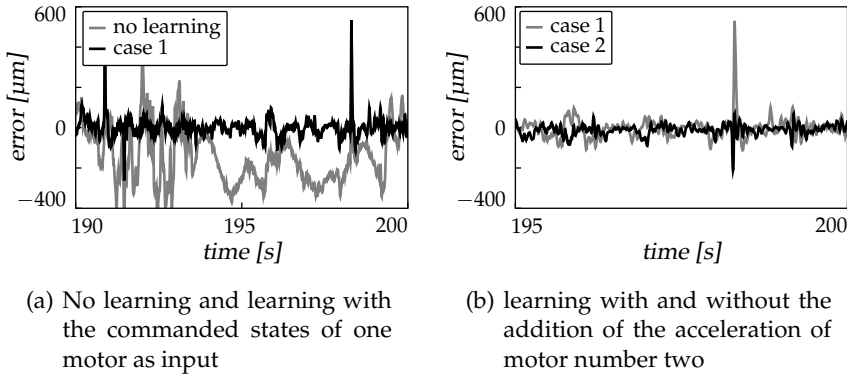 600
0
−400
error [µm]
no learning
case 1
190
195
200
time [s]
(a) No learning and learning with
the commanded states of one
motor as input
600
0
−400
error [µm]
case 1
case 2
195
200
time [s]
(b) learning with and without the
addition of the acceleration of
motor number two